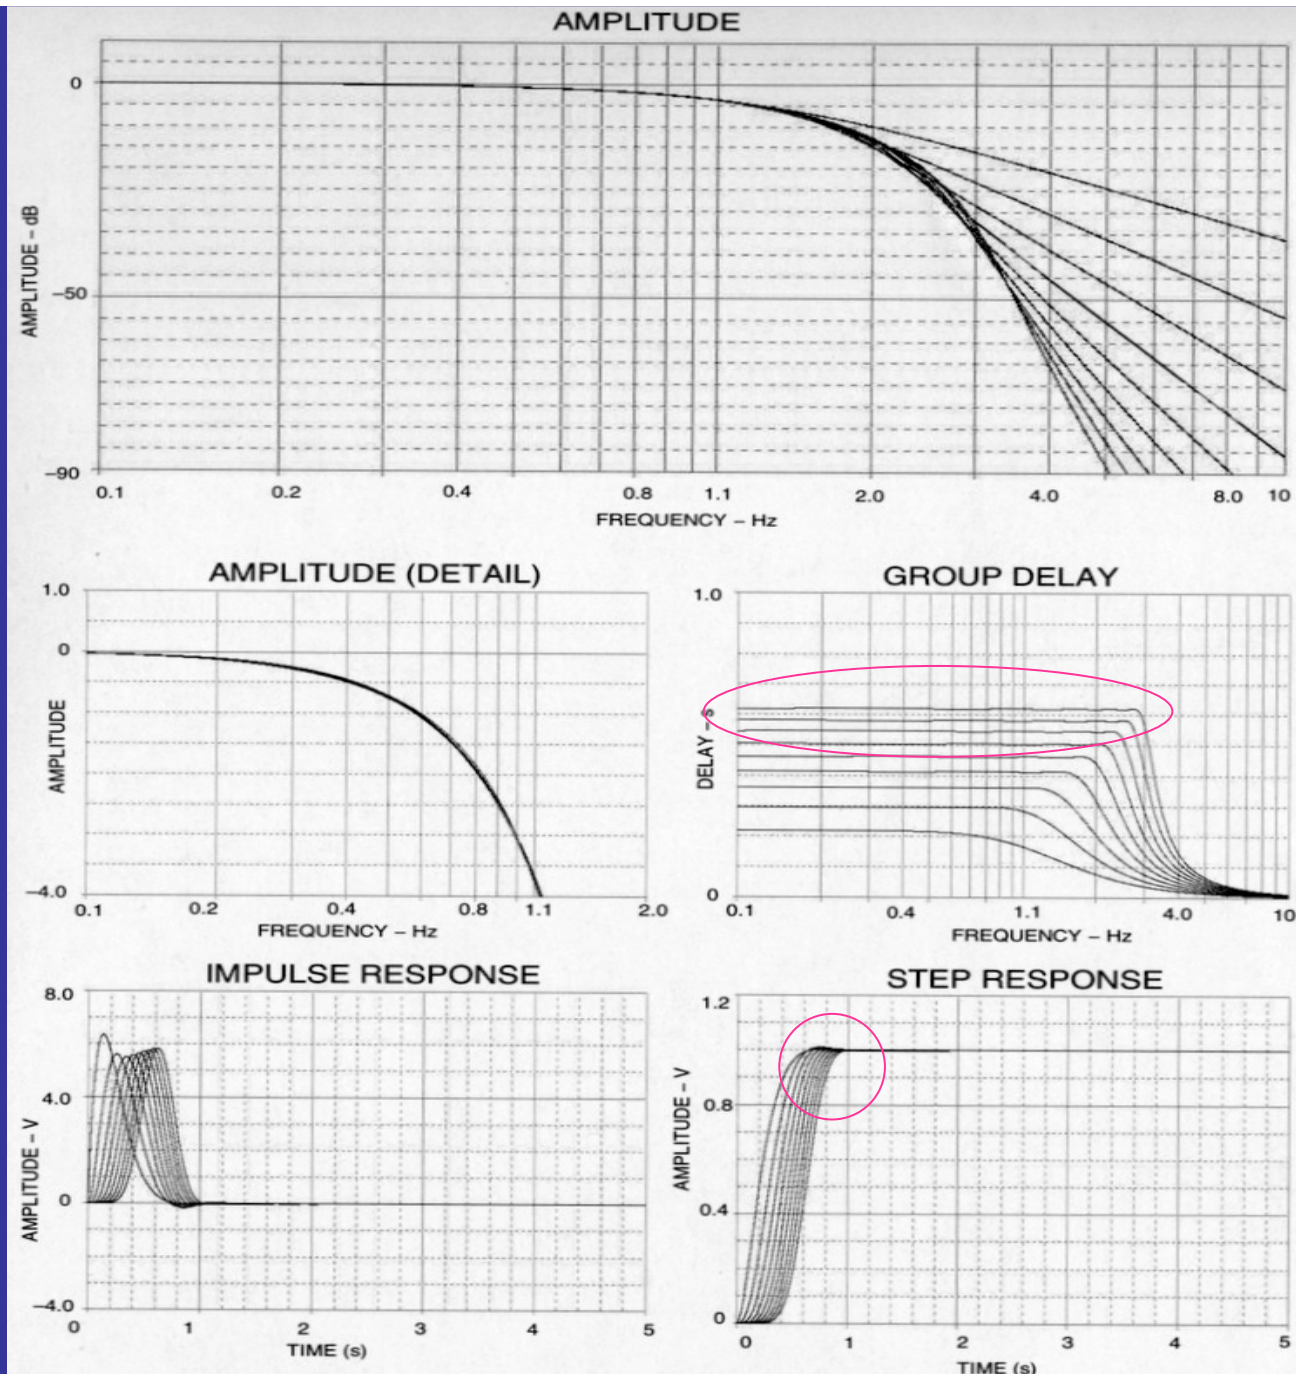 AMPLITUDE
0
−50
−90
AMPLITUDE – dB
0.1 0.2 0.4 0.8 1.1 2.0 4.0 8.0 10
FREQUENCY – Hz
AMPLITUDE (DETAIL)
1.0
0
−4.0
AMPLITUDE
0.1 0.2 0.4 0.8 1.1 2.0
FREQUENCY – Hz
GROUP DELAY
1.0
0
DELAY – s
0.1 0.4 1.1 4.0 10
FREQUENCY – Hz
IMPULSE RESPONSE
8.0
4.0
0
−4.0
AMPLITUDE – V
0 1 2 3 4 5
TIME (s)
STEP RESPONSE
1.2
0.8
0.4
0
AMPLITUDE – V
0 1 2 3 4 5
TIME (s)